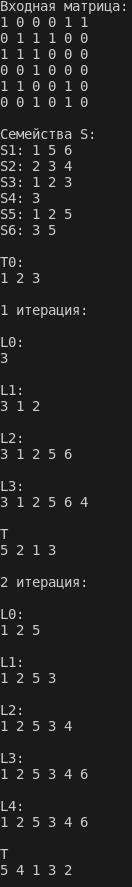 Входная матрица:
1 0 0 0 1 1
0 1 1 1 0 0
1 1 1 0 0 0
0 0 1 0 0 0
1 1 0 0 1 0
0 0 1 0 1 0
Семейства S:
S1: 1 5 6
S2: 2 3 4
S3: 1 2 3
S4: 3
S5: 1 2 5
S6: 3 5
T0:
1 2 3
1 итерация:
L0:
3
L1:
3 1 2
L2:
3 1 2 5 6
L3:
3 1 2 5 6 4
T
5 2 1 3
2 итерация:
L0:
1 2 5
L1:
1 2 5 3
L2:
1 2 5 3 4
L3:
1 2 5 3 4 6
L4:
1 2 5 3 4 6
T
5 4 1 3 2